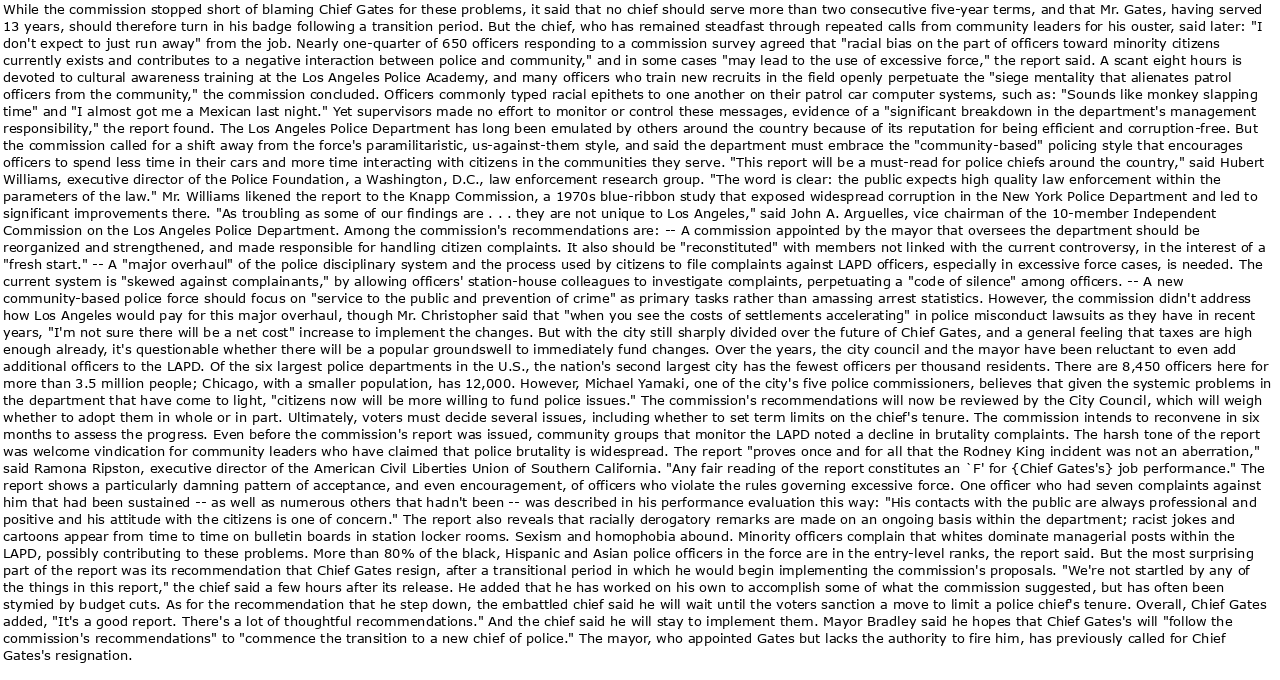 While the commission stopped short of blaming Chief Gates for these problems, it said that no chief should serve more than two consecutive five-year terms, and that Mr. Gates, having served
13 years, should therefore turn in his badge following a transition period. But the chief, who has remained steadfast through repeated calls from community leaders for his ouster, said later: "I
don't expect to just run away" from the job. Nearly one-quarter of 650 officers responding to a commission survey agreed that "racial bias on the part of officers toward minority citizens
currently exists and contributes to a negative interaction between police and community," and in some cases "may lead to the use of excessive force," the report said. A scant eight hours is
devoted to cultural awareness training at the Los Angeles Police Academy, and many officers who train new recruits in the field openly perpetuate the "siege mentality that alienates patrol
officers from the community," the commission concluded. Officers commonly typed racial epithets to one another on their patrol car computer systems, such as: "Sounds like monkey slapping
time" and "I almost got me a Mexican last night." Yet supervisors made no effort to monitor or control these messages, evidence of a "significant breakdown in the department's management
responsibility," the report found. The Los Angeles Police Department has long been emulated by others around the country because of its reputation for being efficient and corruption-free. But
the commission called for a shift away from the force's paramilitaristic, us-against-them style, and said the department must embrace the "community-based" policing style that encourages
officers to spend less time in their cars and more time interacting with citizens in the communities they serve. "This report will be a must-read for police chiefs around the country," said Hubert
Williams, executive director of the Police Foundation, a Washington, D.C., law enforcement research group. "The word is clear: the public expects high quality law enforcement within the
parameters of the law." Mr. Williams likened the report to the Knapp Commission, a 1970s blue-ribbon study that exposed widespread corruption in the New York Police Department and led to
significant improvements there. "As troubling as some of our findings are . . . they are not unique to Los Angeles," said John A. Arguelles, vice chairman of the 10-member Independent
Commission on the Los Angeles Police Department. Among the commission's recommendations are: -- A commission appointed by the mayor that oversees the department should be
reorganized and strengthened, and made responsible for handling citizen complaints. It also should be "reconstituted" with members not linked with the current controversy, in the interest of a
"fresh start." -- A "major overhaul" of the police disciplinary system and the process used by citizens to file complaints against LAPD officers, especially in excessive force cases, is needed. The
current system is "skewed against complainants," by allowing officers' station-house colleagues to investigate complaints, perpetuating a "code of silence" among officers. -- A new
community-based police force should focus on "service to the public and prevention of crime" as primary tasks rather than amassing arrest statistics. However, the commission didn't address
how Los Angeles would pay for this major overhaul, though Mr. Christopher said that "when you see the costs of settlements accelerating" in police misconduct lawsuits as they have in recent
years, "I'm not sure there will be a net cost" increase to implement the changes. But with the city still sharply divided over the future of Chief Gates, and a general feeling that taxes are high
enough already, it's questionable whether there will be a popular groundswell to immediately fund changes. Over the years, the city council and the mayor have been reluctant to even add
additional officers to the LAPD. Of the six largest police departments in the U.S., the nation's second largest city has the fewest officers per thousand residents. There are 8,450 officers here for
more than 3.5 million people; Chicago, with a smaller population, has 12,000. However, Michael Yamaki, one of the city's five police commissioners, believes that given the systemic problems in
the department that have come to light, "citizens now will be more willing to fund police issues." The commission's recommendations will now be reviewed by the City Council, which will weigh
whether to adopt them in whole or in part. Ultimately, voters must decide several issues, including whether to set term limits on the chief's tenure. The commission intends to reconvene in six
months to assess the progress. Even before the commission's report was issued, community groups that monitor the LAPD noted a decline in brutality complaints. The harsh tone of the report
was welcome vindication for community leaders who have claimed that police brutality is widespread. The report "proves once and for all that the Rodney King incident was not an aberration,"
said Ramona Ripston, executive director of the American Civil Liberties Union of Southern California. "Any fair reading of the report constitutes an `F' for {Chief Gates's} job performance." The
report shows a particularly damning pattern of acceptance, and even encouragement, of officers who violate the rules governing excessive force. One officer who had seven complaints against
him that had been sustained -- as well as numerous others that hadn't been -- was described in his performance evaluation this way: "His contacts with the public are always professional and
positive and his attitude with the citizens is one of concern." The report also reveals that racially derogatory remarks are made on an ongoing basis within the department; racist jokes and
cartoons appear from time to time on bulletin boards in station locker rooms. Sexism and homophobia abound. Minority officers complain that whites dominate managerial posts within the
LAPD, possibly contributing to these problems. More than 80% of the black, Hispanic and Asian police officers in the force are in the entry-level ranks, the report said. But the most surprising
part of the report was its recommendation that Chief Gates resign, after a transitional period in which he would begin implementing the commission's proposals. "We're not startled by any of
the things in this report," the chief said a few hours after its release. He added that he has worked on his own to accomplish some of what the commission suggested, but has often been
stymied by budget cuts. As for the recommendation that he step down, the embattled chief said he will wait until the voters sanction a move to limit a police chief's tenure. Overall, Chief Gates
added, "It's a good report. There's a lot of thoughtful recommendations." And the chief said he will stay to implement them. Mayor Bradley said he hopes that Chief Gates's will "follow the
commission's recommendations" to "commence the transition to a new chief of police." The mayor, who appointed Gates but lacks the authority to fire him, has previously called for Chief
Gates's resignation.